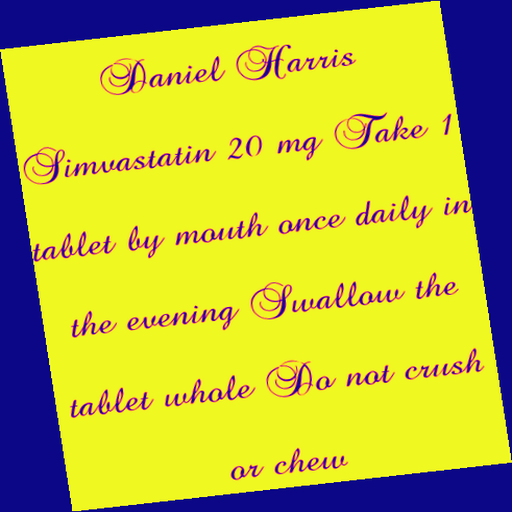 Daniel Harris
Simvastatin 20 mg Take 1
tablet by mouth once daily in
the evening Swallow the
tablet whole Do not crush
or chew